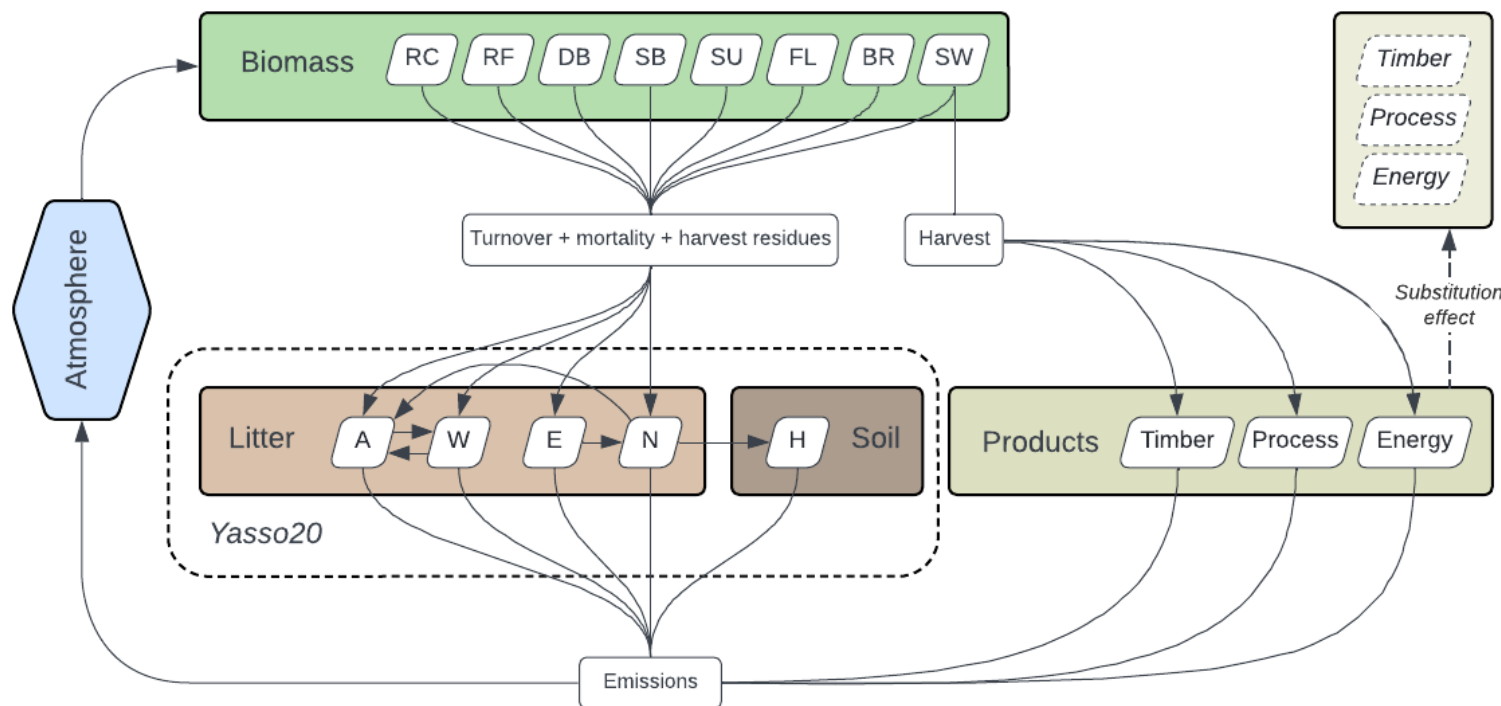 Biomass
RC
RF
DB
SB
SU
FL
BR
SW
Timber
Process
Energy
Turnover + mortality + harvest residues
Harvest
Atmosphere
Substitution
effect
Litter
A
W
E
N
H
Soil
Products
Timber
Process
Energy
Yasso20
Emissions